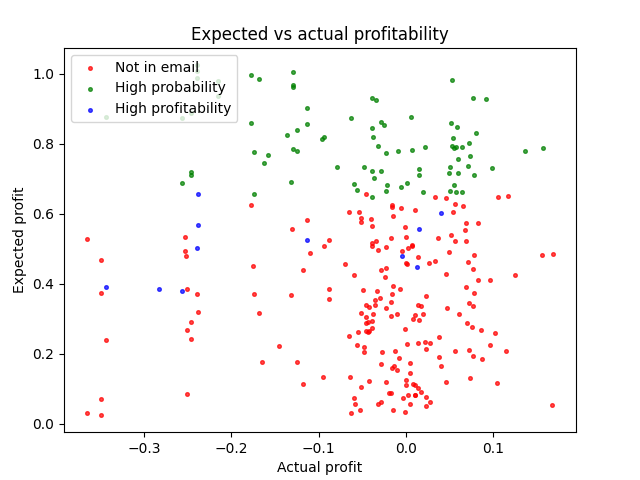 Expected vs actual profitability
Not in email
High probability
High profitability
Expected profit
1.0
0.8
0.6
0.4
0.2
0.0
−0.3
−0.2
−0.1
0.0
0.1
Actual profit